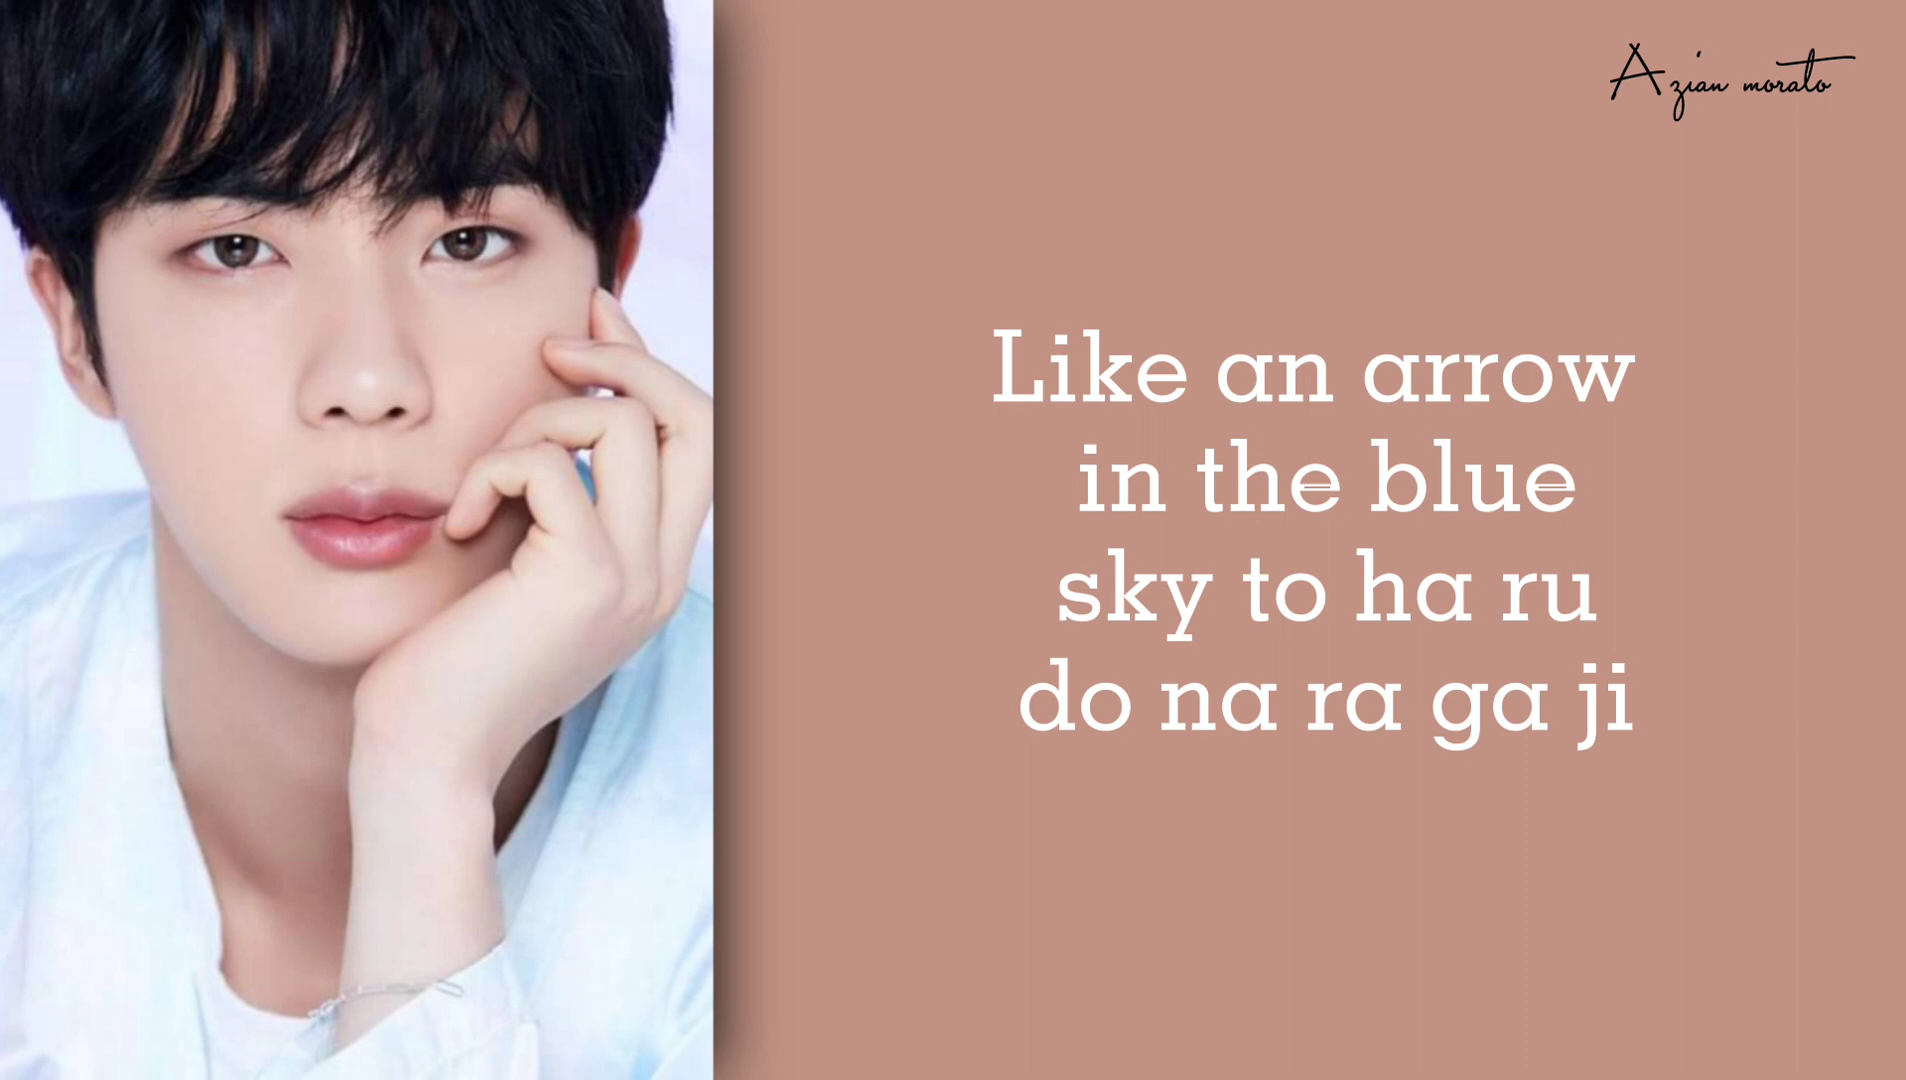 Azian morato
Like an arrow
in the blue
sky to ha ru
do na ra ga ji